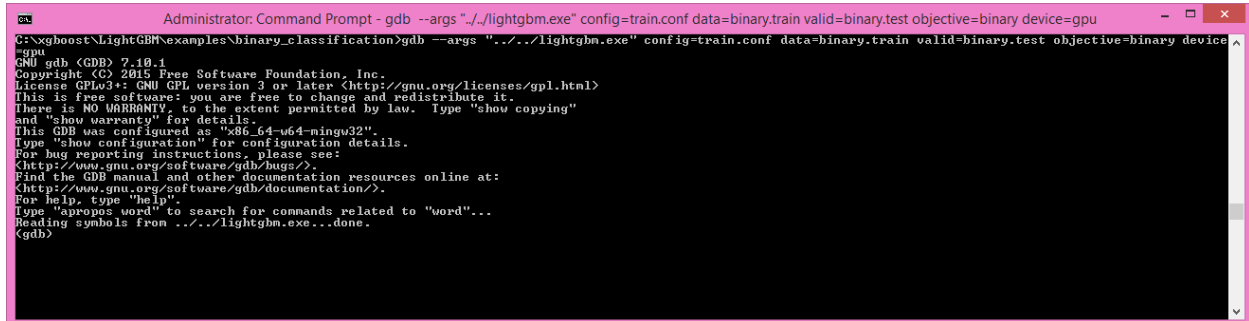 Administrator: Command Prompt - gdb --args "../../lightgbm.exe" config=train.conf data=binary.train valid=binary.test objective=binary device=gpu
C:\xgboost\LightGBM\examples\binary_classification>gdb --args "../../lightgbm.exe" config=train.conf data=binary.train valid=binary.test objective=binary device
=gpu
GNU gdb (GDB) 7.10.1
Copyright (C) 2015 Free Software Foundation, Inc.
License GPLv3+: GNU GPL version 3 or later <http://gnu.org/licenses/gpl.html>
This is free software: you are free to change and redistribute it.
There is NO WARRANTY, to the extent permitted by law.  Type "show copying"
and "show warranty" for details.
This GDB was configured as "x86_64-w64-mingw32".
Type "show configuration" for configuration details.
For bug reporting instructions, please see:
<http://www.gnu.org/software/gdb/bugs/>.
Find the GDB manual and other documentation resources online at:
<http://www.gnu.org/software/gdb/documentation/>.
For help, type "help".
Type "apropos word" to search for commands related to "word"...
Reading symbols from ../../lightgbm.exe...done.
(gdb)